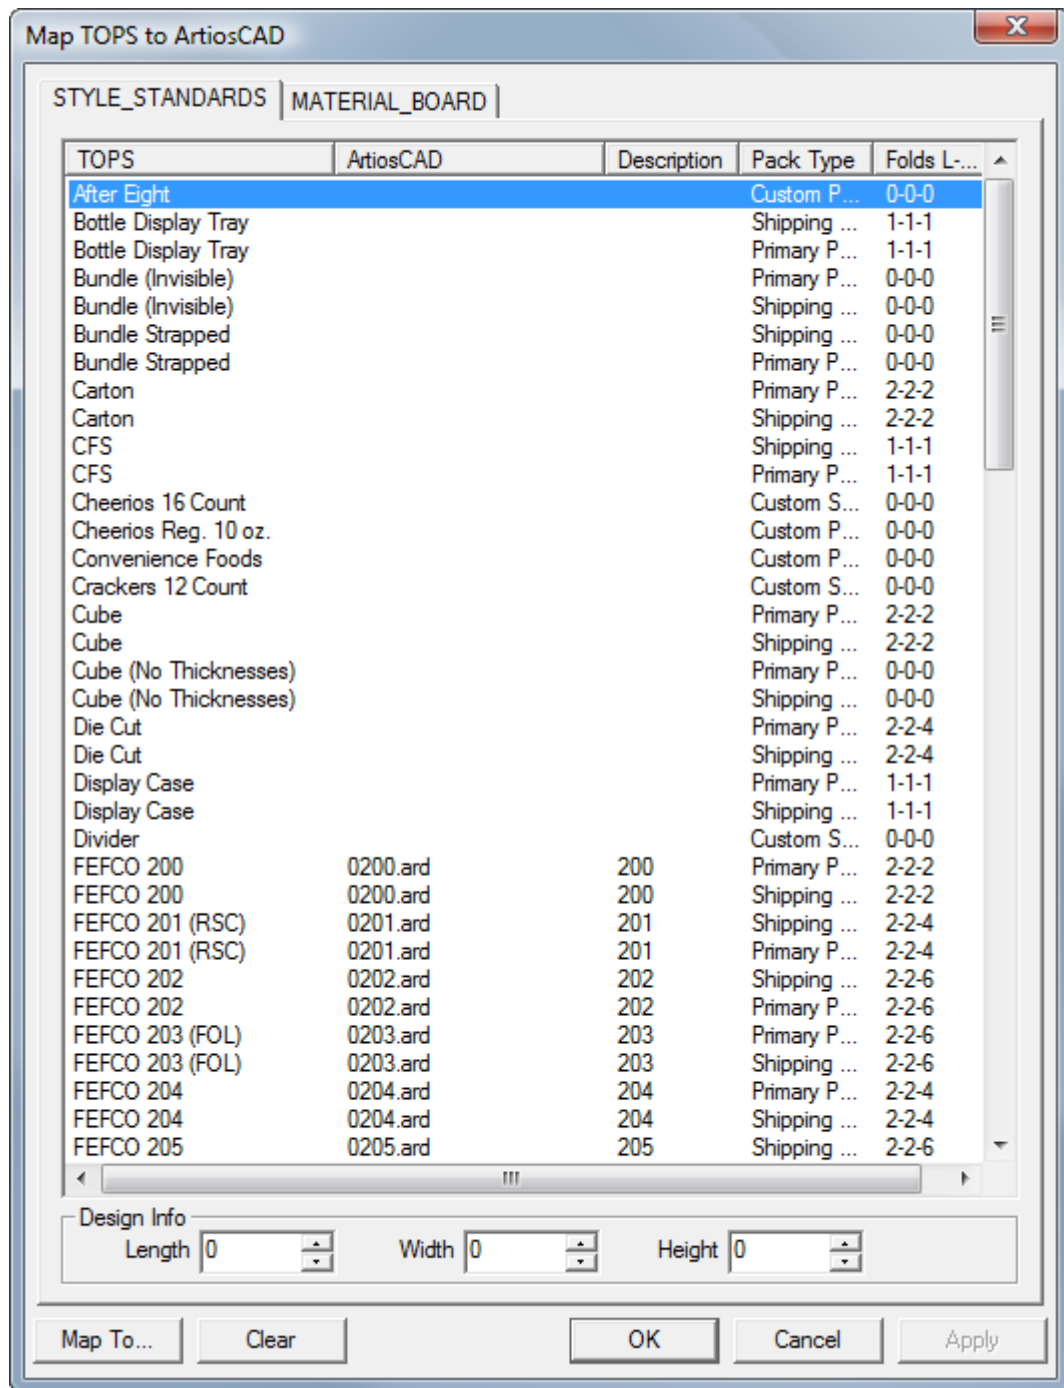 Map TOPS to ArtiosCAD
STYLE_STANDARDS MATERIAL_BOARD
TOPS ArtiosCAD Description Pack Type Folds L-...
After Eight Custom P... 0-0-0
Bottle Display Tray Shipping ... 1-1-1
Bottle Display Tray Primary P... 1-1-1
Bundle (Invisible) Primary P... 0-0-0
Bundle (Invisible) Shipping ... 0-0-0
Bundle Strapped Shipping ... 0-0-0
Bundle Strapped Primary P... 0-0-0
Carton Primary P... 2-2-2
Carton Shipping ... 2-2-2
CFS Shipping ... 1-1-1
CFS Primary P... 1-1-1
Cheerios 16 Count Custom S... 0-0-0
Cheerios Reg. 10 oz. Custom P... 0-0-0
Convenience Foods Custom P... 0-0-0
Crackers 12 Count Custom S... 0-0-0
Cube Primary P... 2-2-2
Cube Shipping ... 2-2-2
Cube (No Thicknesses) Primary P... 0-0-0
Cube (No Thicknesses) Shipping ... 0-0-0
Die Cut Primary P... 2-2-4
Die Cut Shipping ... 2-2-4
Display Case Primary P... 1-1-1
Display Case Shipping ... 1-1-1
Divider Custom S... 0-0-0
FEFCO 200 0200.ard 200 Primary P... 2-2-2
FEFCO 200 0200.ard 200 Shipping ... 2-2-2
FEFCO 201 (RSC) 0201.ard 201 Shipping ... 2-2-4
FEFCO 201 (RSC) 0201.ard 201 Primary P... 2-2-4
FEFCO 202 0202.ard 202 Shipping ... 2-2-6
FEFCO 202 0202.ard 202 Primary P... 2-2-6
FEFCO 203 (FOL) 0203.ard 203 Primary P... 2-2-6
FEFCO 203 (FOL) 0203.ard 203 Shipping ... 2-2-6
FEFCO 204 0204.ard 204 Primary P... 2-2-4
FEFCO 204 0204.ard 204 Shipping ... 2-2-4
FEFCO 205 0205.ard 205 Shipping ... 2-2-6
Design Info
Length 0 Width 0 Height 0
Map To... Clear OK Cancel Apply